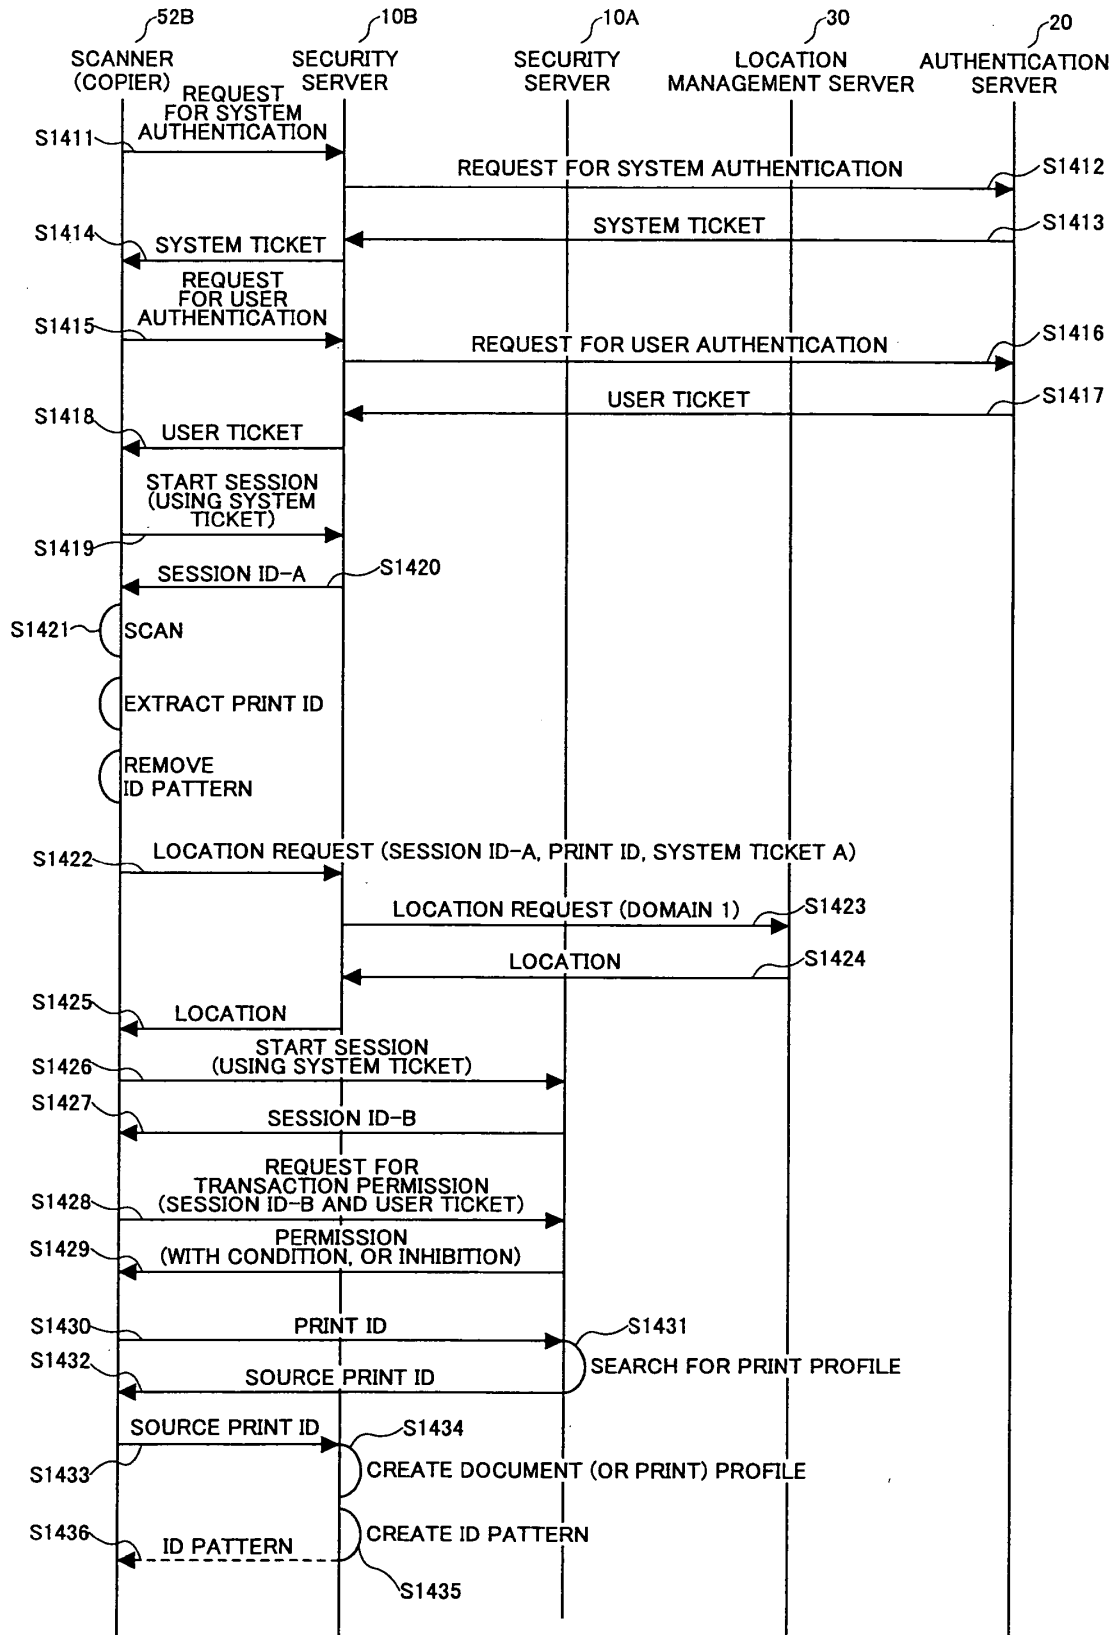 52B
10B
10A
30
20
SCANNER
(COPIER)
SECURITY
SERVER
SECURITY
SERVER
LOCATION
MANAGEMENT SERVER
AUTHENTICATION
SERVER
REQUEST
FOR SYSTEM
AUTHENTICATION
S1411
REQUEST FOR SYSTEM AUTHENTICATION
S1412
SYSTEM TICKET
S1413
S1414
SYSTEM TICKET
REQUEST
FOR USER
AUTHENTICATION
S1415
REQUEST FOR USER AUTHENTICATION
S1416
USER TICKET
S1417
S1418
USER TICKET
START SESSION
(USING SYSTEM
TICKET)
S1419
SESSION ID-A
S1420
S1421
SCAN
EXTRACT PRINT ID
REMOVE
ID PATTERN
S1422
LOCATION REQUEST (SESSION ID-A, PRINT ID, SYSTEM TICKET A)
LOCATION REQUEST (DOMAIN 1)
S1423
LOCATION
S1424
S1425
LOCATION
START SESSION
(USING SYSTEM TICKET)
S1426
S1427
SESSION ID-B
REQUEST FOR
TRANSACTION PERMISSION
(SESSION ID-B AND USER TICKET)
S1428
PERMISSION
(WITH CONDITION, OR INHIBITION)
S1429
S1430
PRINT ID
S1431
SEARCH FOR PRINT PROFILE
S1432
SOURCE PRINT ID
SOURCE PRINT ID
S1433
S1434
CREATE DOCUMENT (OR PRINT) PROFILE
CREATE ID PATTERN
S1436
ID PATTERN
S1435